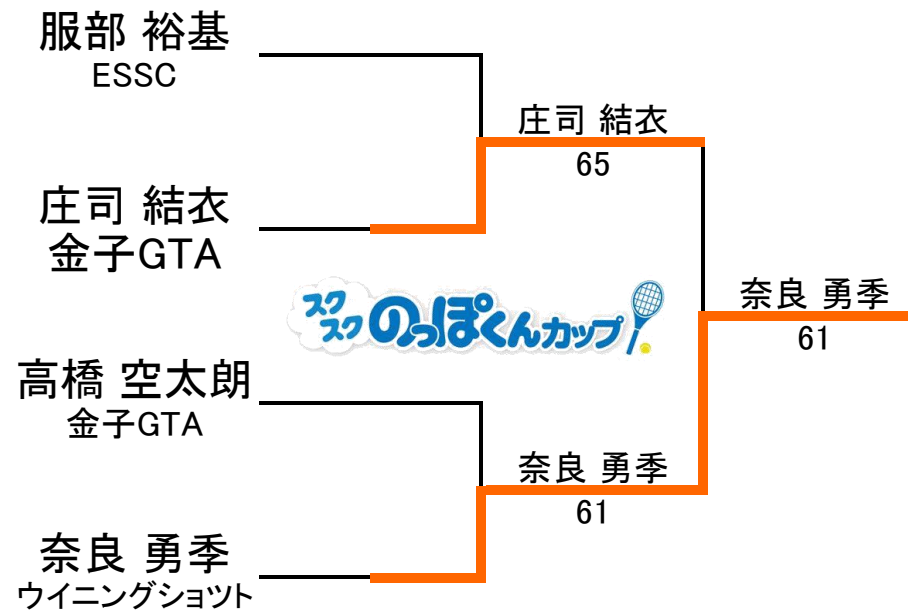 服部 裕基
ESSC
庄司 結衣
65
庄司 結衣
金子GTA
スクスク のっぽくんカップ
奈良 勇季
61
高橋 空太朗
金子GTA
奈良 勇季
61
奈良 勇季
ウイニングショツト